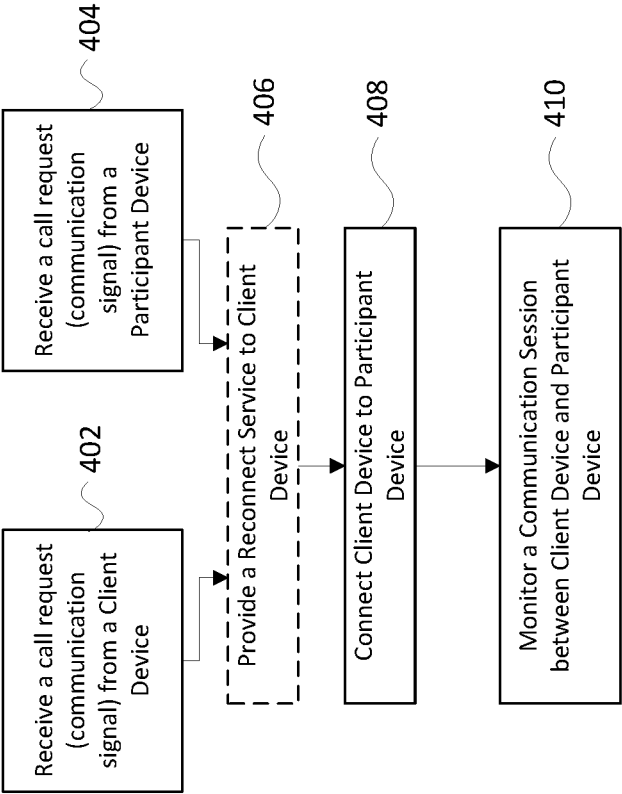 Receive a call request
(communication
signal) from a Client
Device
402
Receive a call request
(communication
signal) from a
Participant Device
404
Provide a Reconnect Service to Client
Device
406
Connect Client Device to Participant
Device
408
Monitor a Communication Session
between Client Device and Participant
Device
410